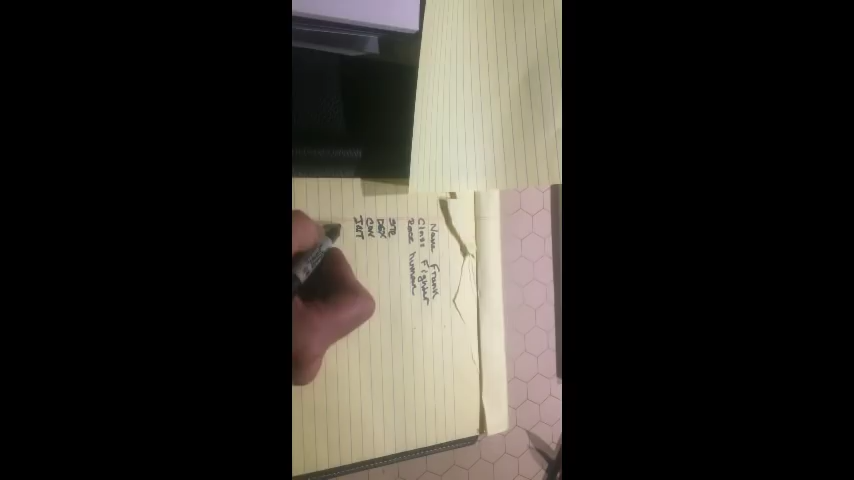 Name Frank
Class Fighter
Race human
STR
DEX
CON
INT